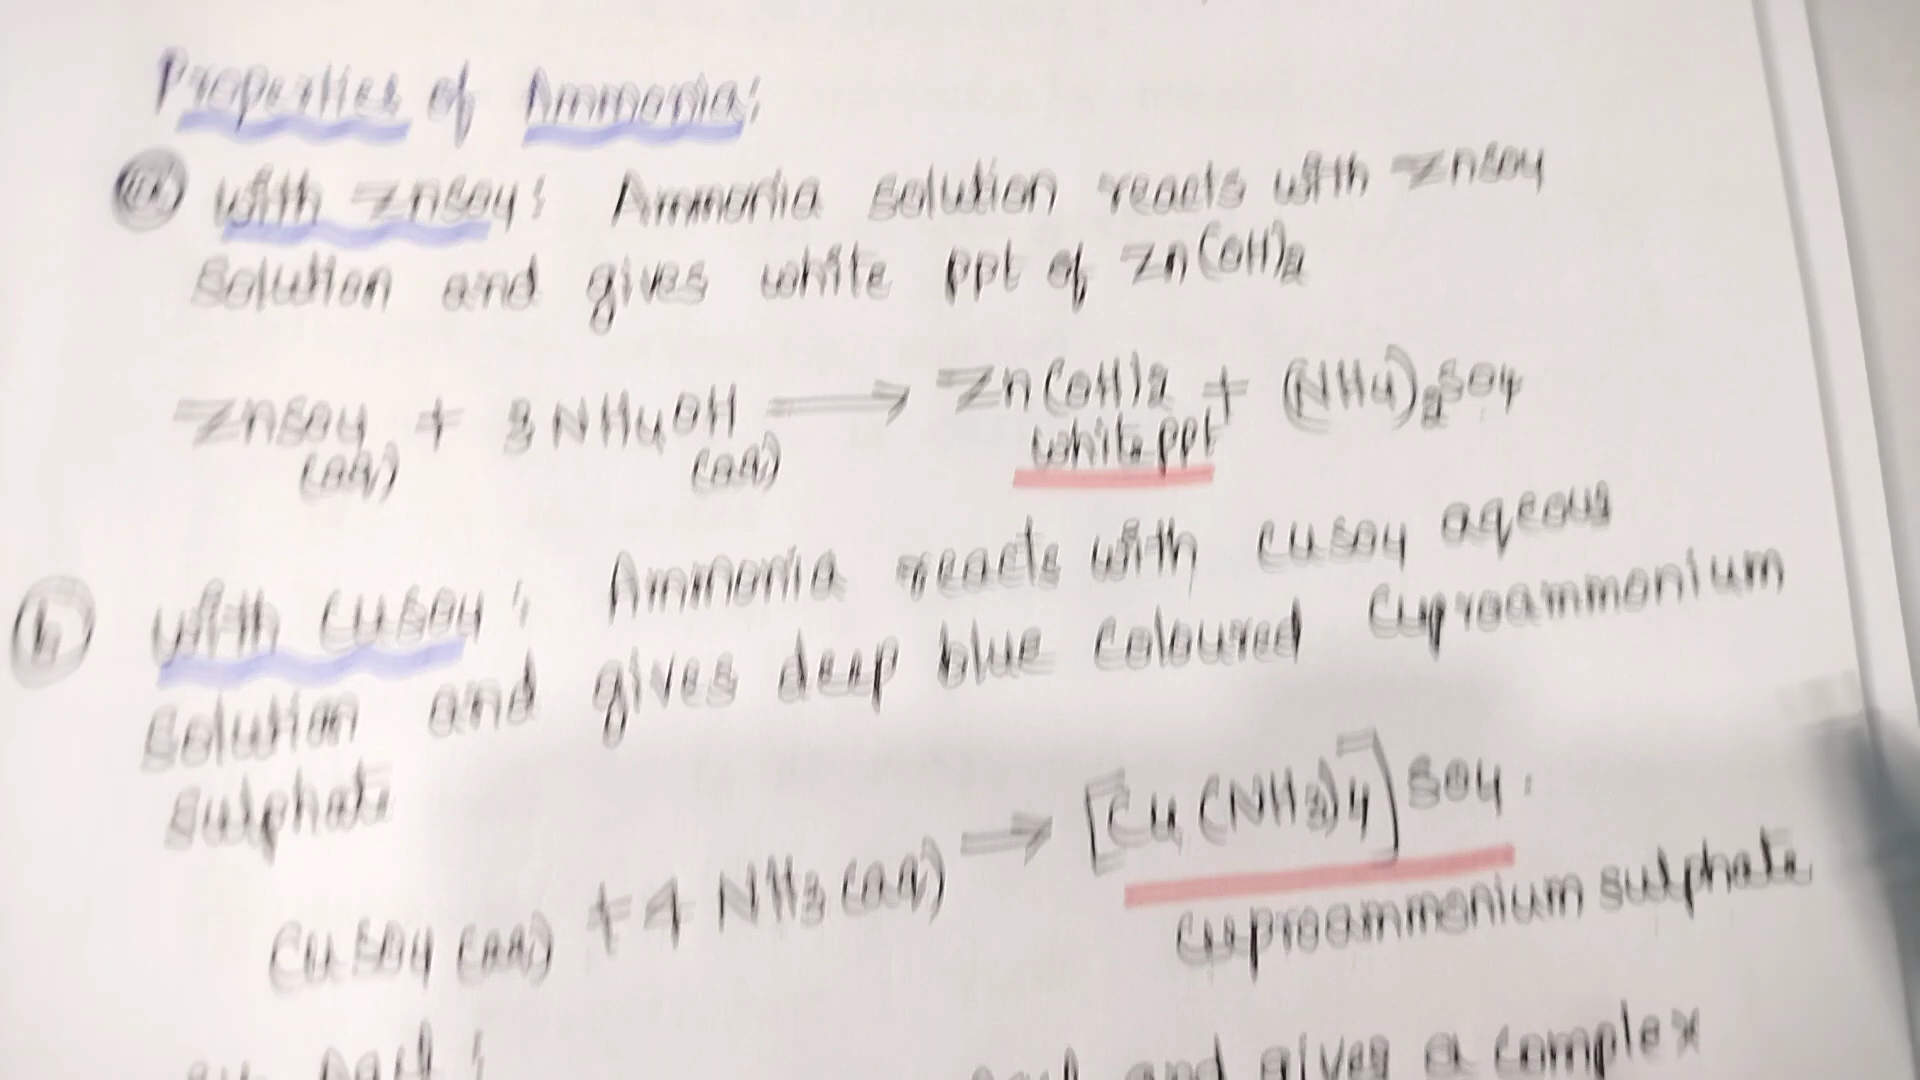 Properties of Ammonia:
(a) with ZnSO4: Ammonia solution reacts with ZnSO4
solution and gives white ppt of Zn(OH)2
ZnSO4 (aq) + 2NH4OH (aq) ⟶ Zn(OH)2 + (NH4)2SO4
white ppt
(b) with CuSO4: Ammonia reacts with CuSO4 aqeous
solution and gives deep blue coloured cuproammonium
sulphate
CuSO4 (aq) + 4 NH3 (aq) ⟶ [Cu(NH3)4]SO4.
cuproammonium sulphate
and gives a complex